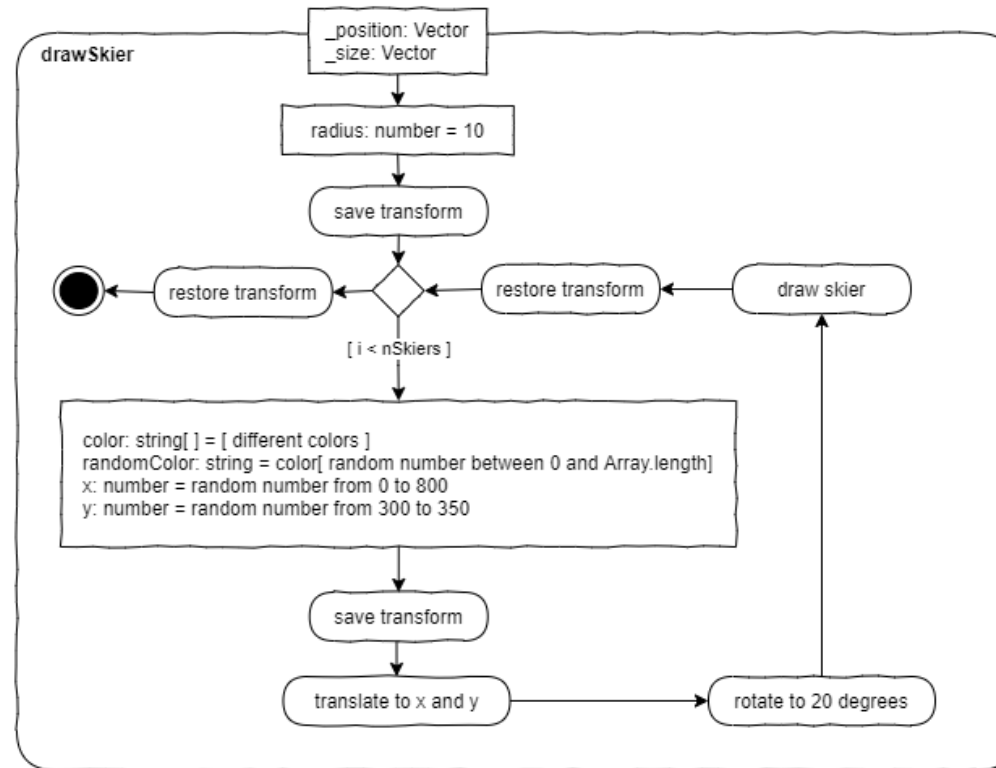 drawSkier
_position: Vector
_size: Vector
radius: number = 10
save transform
restore transform
restore transform
draw skier
[ i < nSkiers ]
color: string[ ] = [ different colors ]
randomColor: string = color[ random number between 0 and Array.length]
x: number = random number from 0 to 800
y: number = random number from 300 to 350
save transform
translate to x and y
rotate to 20 degrees